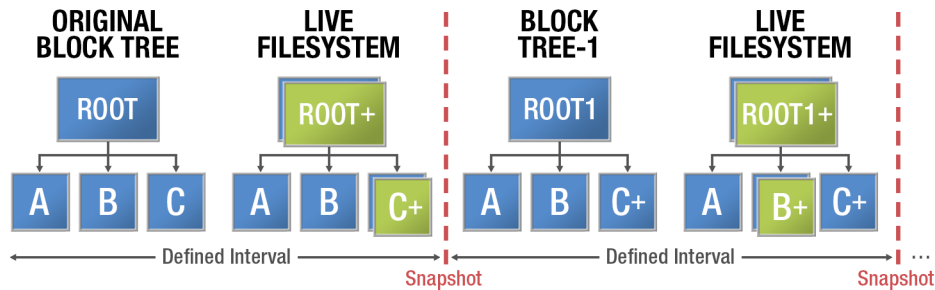 ORIGINAL
BLOCK TREE
LIVE
FILESYSTEM
BLOCK
TREE-1
LIVE
FILESYSTEM
ROOT
ROOT+
ROOT1
ROOT1+
A B C
A B C+
A B C+
A B+ C+
Defined Interval
Snapshot
Defined Interval
Snapshot
...